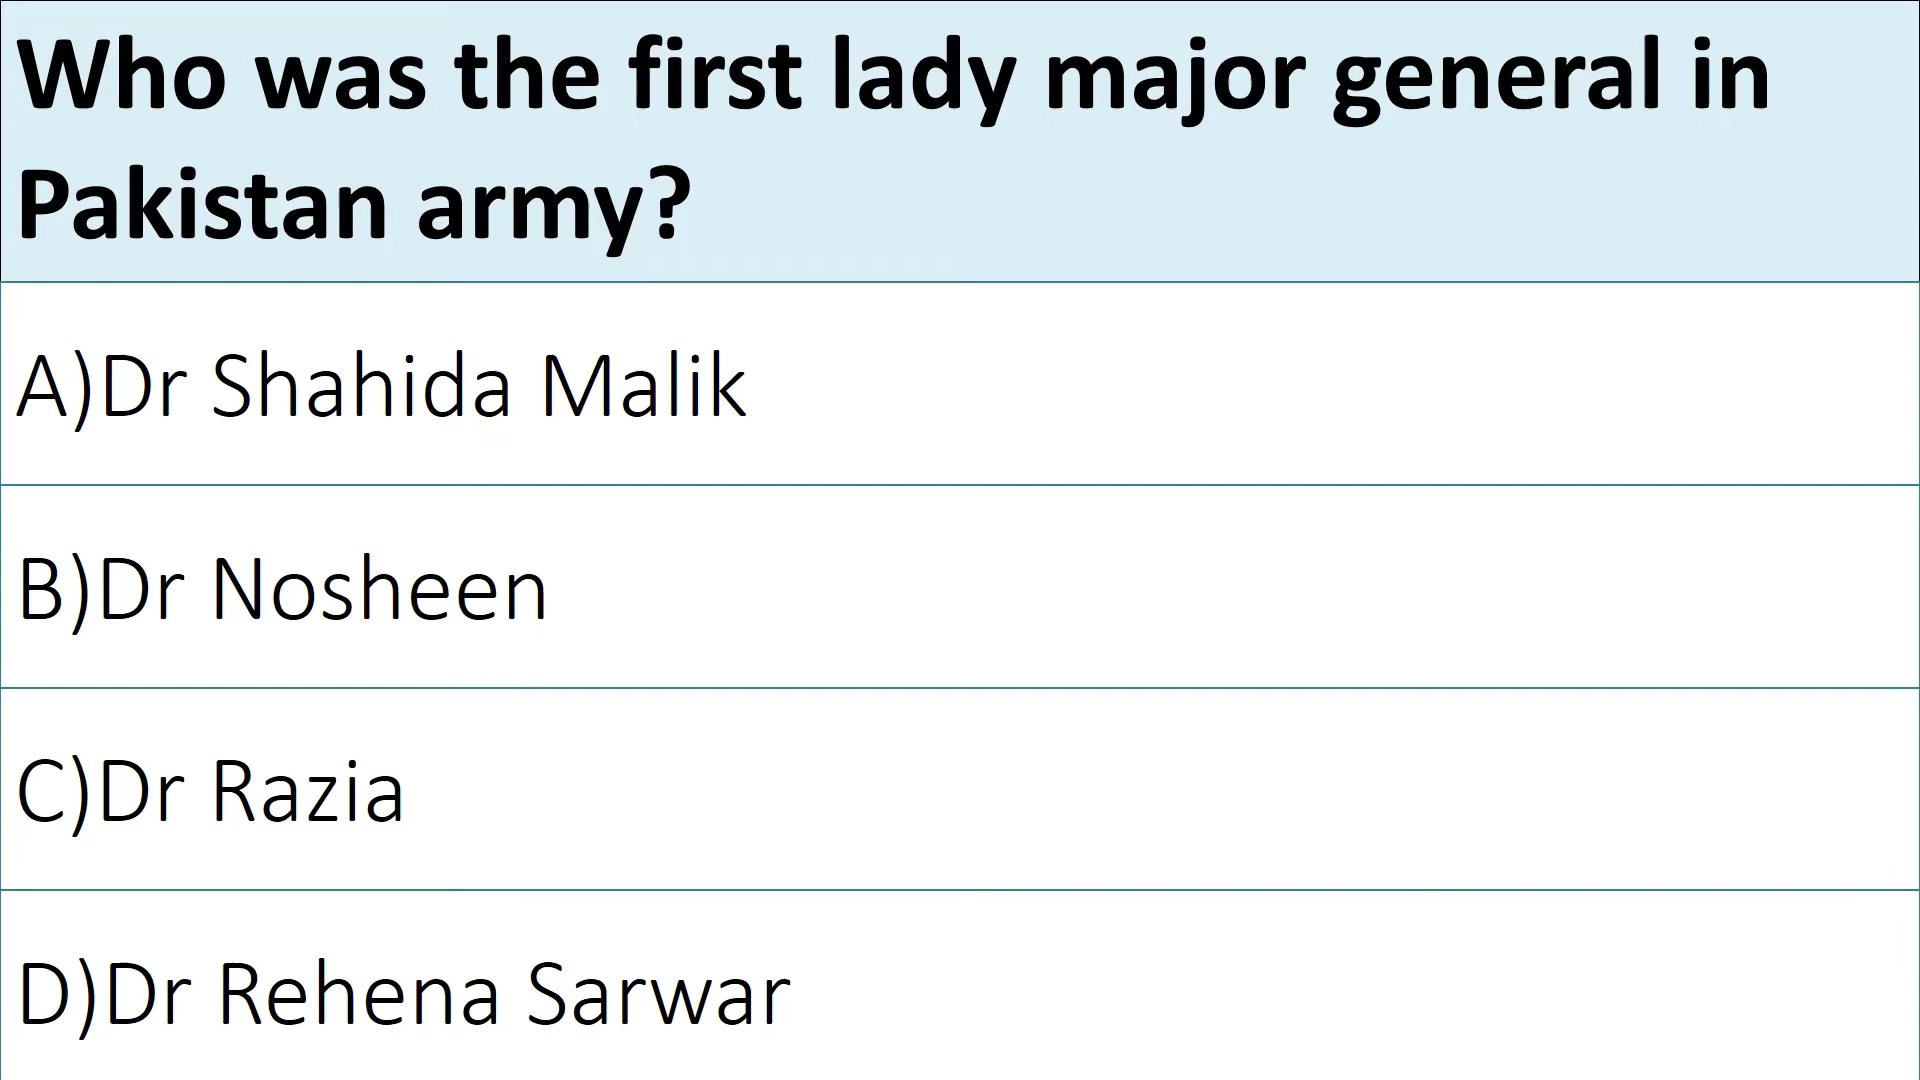 Who was the first lady major general in
Pakistan army?
A)Dr Shahida Malik
B)Dr Nosheen
C)Dr Razia
D)Dr Rehena Sarwar